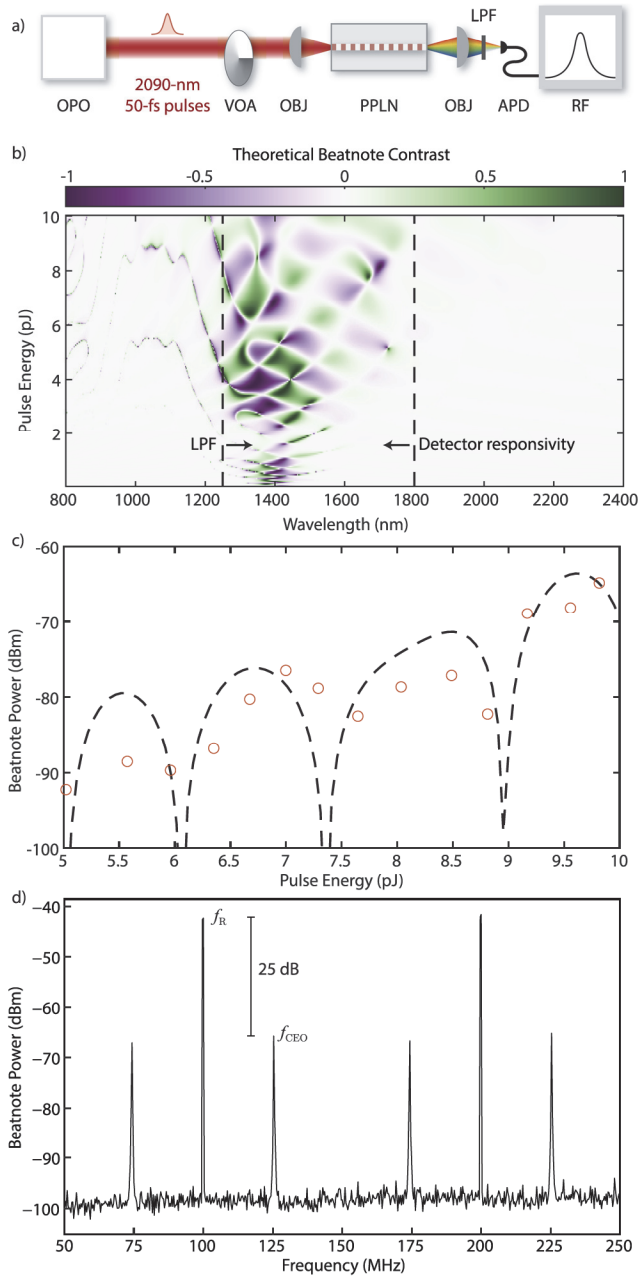 a)
LPF
OPO
2090-nm
50-fs pulses
VOA
OBJ
PPLN
OBJ
APD
RF
b)
Theoretical Beatnote Contrast
-1 -0.5 0 0.5 1
Pulse Energy (pJ)
10
8
6
4
2
LPF
Detector responsivity
800 1000 1200 1400 1600 1800 2000 2200 2400
Wavelength (nm)
c)
Beatnote Power (dBm)
-60
-70
-80
-90
-100
5 5.5 6 6.5 7 7.5 8 8.5 9 9.5 10
Pulse Energy (pJ)
d)
Beatnote Power (dBm)
−40
−50
−60
−70
−80
−90
−100
fR
25 dB
fCEO
50 75 100 125 150 175 200 225 250
Frequency (MHz)